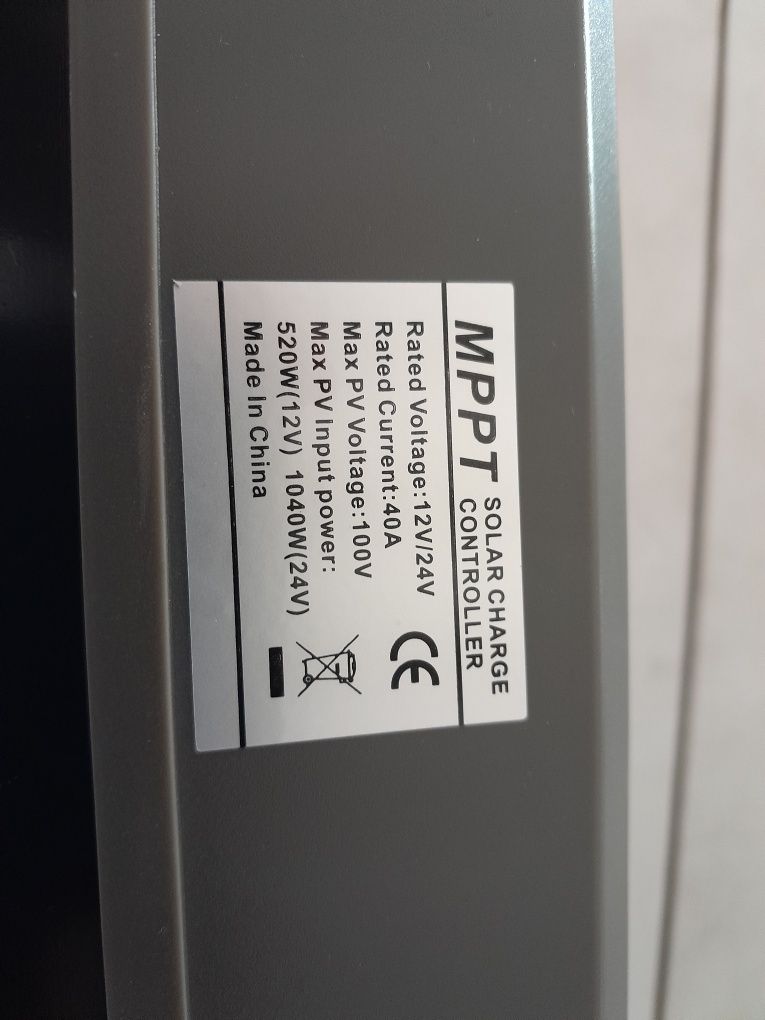 MPPT SOLAR CHARGE
CONTROLLER
Rated Voltage:12V/24V
Rated Current:40A
Max PV Voltage:100V
Max PV Input power:
520W(12V) 1040W(24V)
Made In China
CE